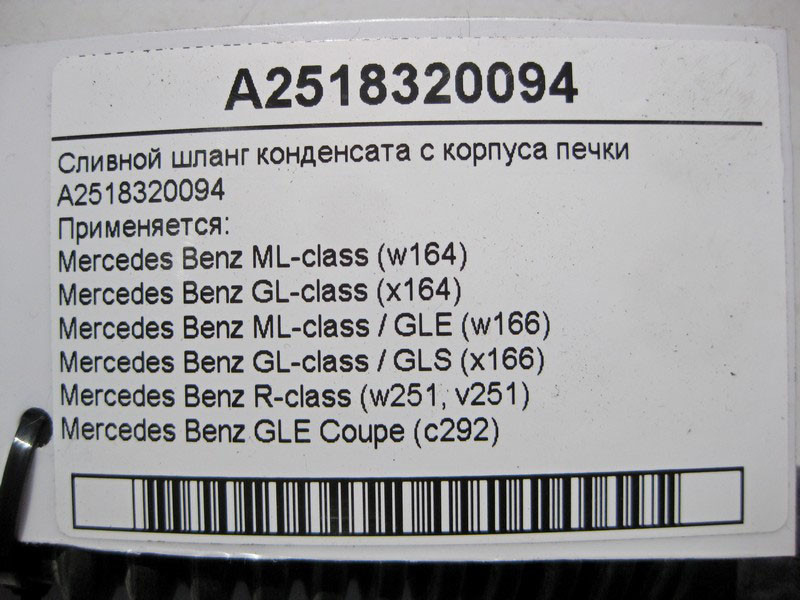 A2518320094
Сливной шланг конденсата с корпуса печки
A2518320094
Применяется:
Mercedes Benz ML-class (w164)
Mercedes Benz GL-class (x164)
Mercedes Benz ML-class / GLE (w166)
Mercedes Benz GL-class / GLS (x166)
Mercedes Benz R-class (w251, v251)
Mercedes Benz GLE Coupe (c292)